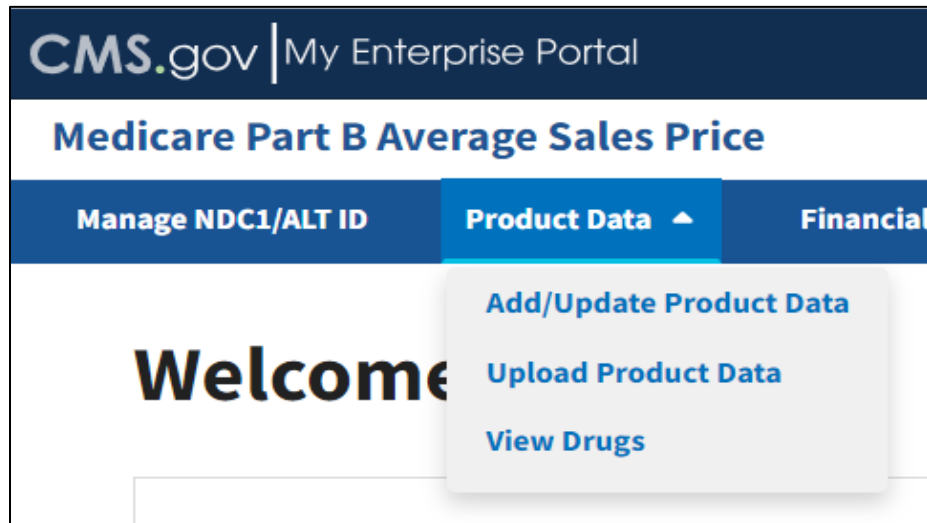 CMS.gov | My Enterprise Portal
Medicare Part B Average Sales Price
Manage NDC1/ALT ID Product Data Financial
Add/Update Product Data
Welcome Upload Product Data
View Drugs